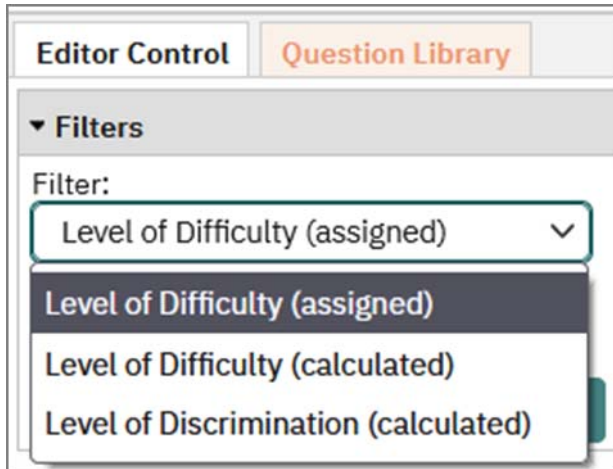 Editor Control Question Library
Filters
Filter:
Level of Difficulty (assigned)
Level of Difficulty (assigned)
Level of Difficulty (calculated)
Level of Discrimination (calculated)